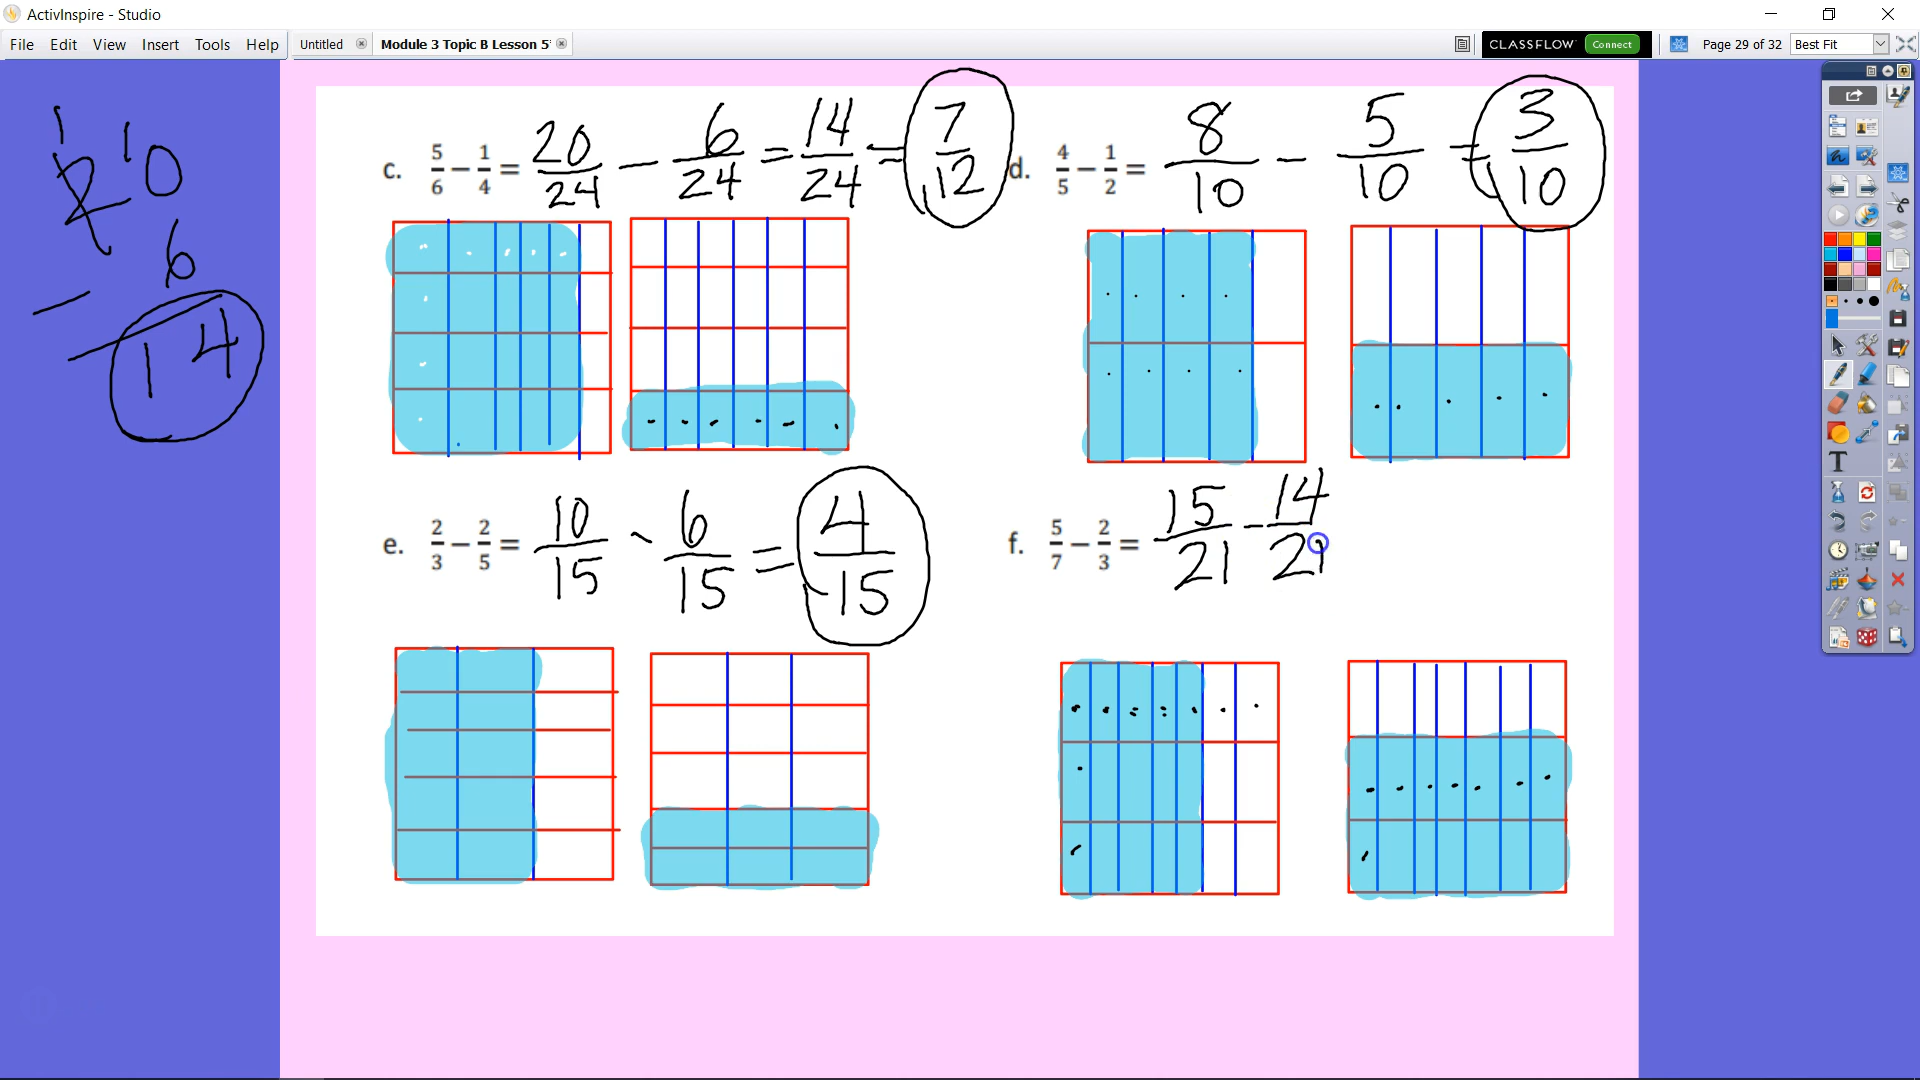 ActivInspire - Studio
File Edit View Insert Tools Help Untitled Module 3 Topic B Lesson 5 CLASSFLOW Connect Page 29 of 32 Best Fit
c. 5/6 − 1/4 = 20/24 − 6/24 = 14/24 = 7/12
d. 4/5 − 1/2 = 8/10 − 5/10 = 3/10
1 10
20
− 6
14
e. 2/3 − 2/5 = 10/15 - 6/15 = 4/15
f. 5/7 − 2/3 = 15/21 - 14/21
T